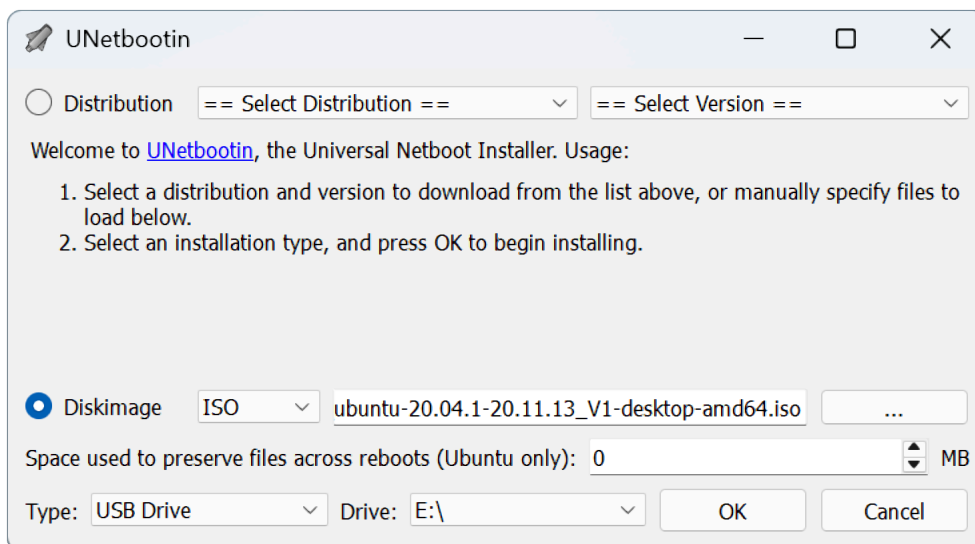 UNetbootin
Distribution == Select Distribution == == Select Version ==
Welcome to UNetbootin, the Universal Netboot Installer. Usage:
1. Select a distribution and version to download from the list above, or manually specify files to
load below.
2. Select an installation type, and press OK to begin installing.
Diskimage ISO ubuntu-20.04.1-20.11.13_V1-desktop-amd64.iso ...
Space used to preserve files across reboots (Ubuntu only): 0 MB
Type: USB Drive Drive: E:\ OK Cancel